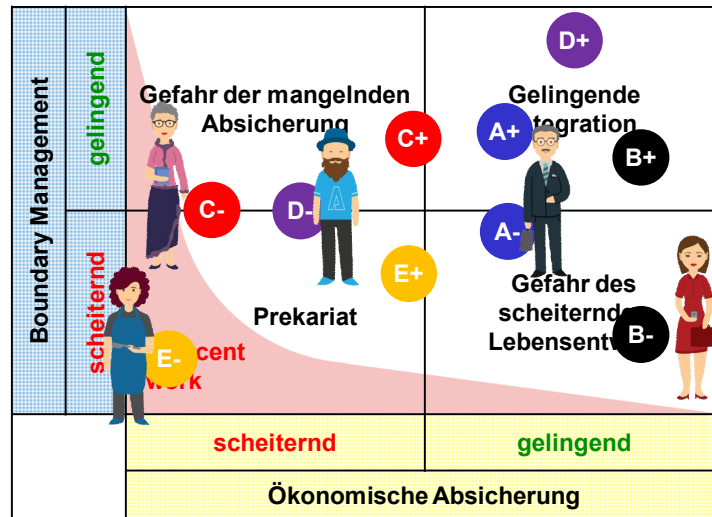 Boundary Management
gelingend
scheiternd
Gefahr der mangelnden
Absicherung
Gelingende
D+
C+
A+
B+
C-
D-
A-
E+
Prekariat
Gefahr des
B-
E-
scheiternd
gelingend
Ökonomische Absicherung